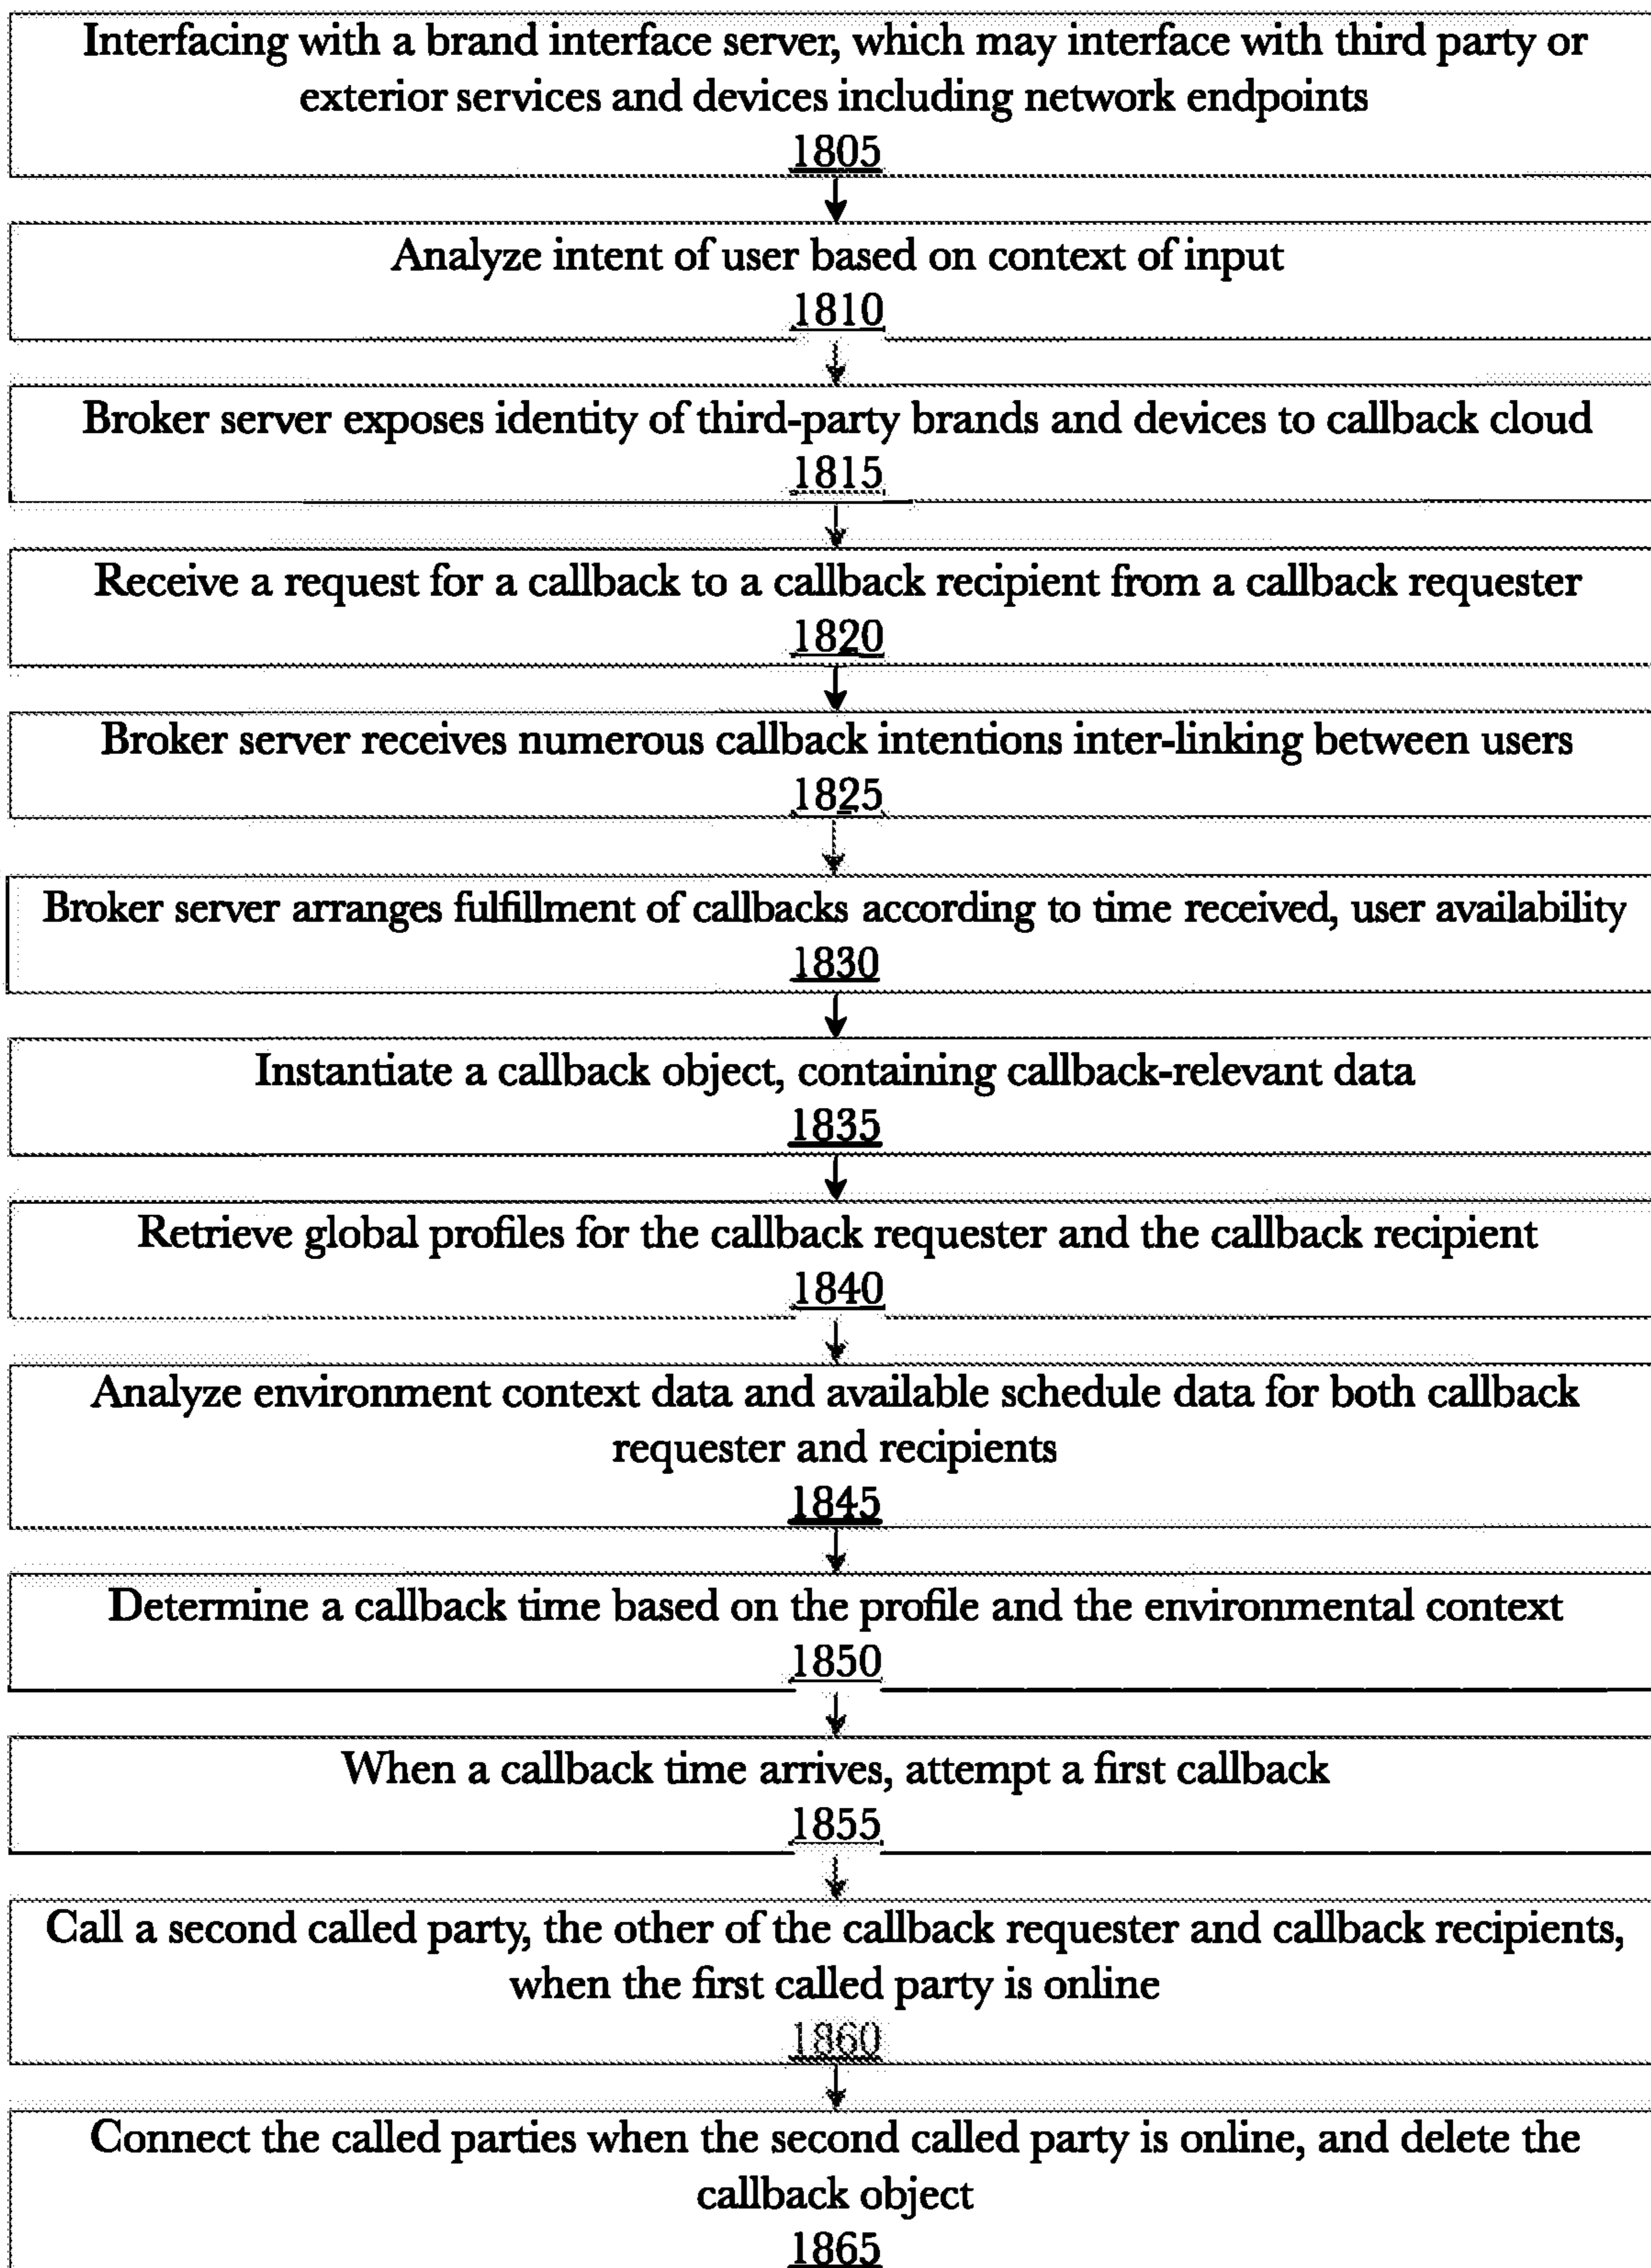 Interfacing with a brand interface server, which may interface with third party or
exterior services and devices including network endpoints
1805
Analyze intent of user based on context of input
1810
Broker server exposes identity of third-party brands and devices to callback cloud
1815
Receive a request for a callback to a callback recipient from a callback requester
1820
Broker server receives numerous callback intentions inter-linking between users
1825
Broker server arranges fulfillment of callbacks according to time received, user availability
1830
Instantiate a callback object, containing callback-relevant data
1835
Retrieve global profiles for the callback requester and the callback recipient
1840
Analyze environment context data and available schedule data for both callback
requester and recipients
1845
Determine a callback time based on the profile and the environmental context
1850
When a callback time arrives, attempt a first callback
1855
Call a second called party, the other of the callback requester and callback recipients,
when the first called party is online
1860
Connect the called parties when the second called party is online, and delete the
callback object
1865